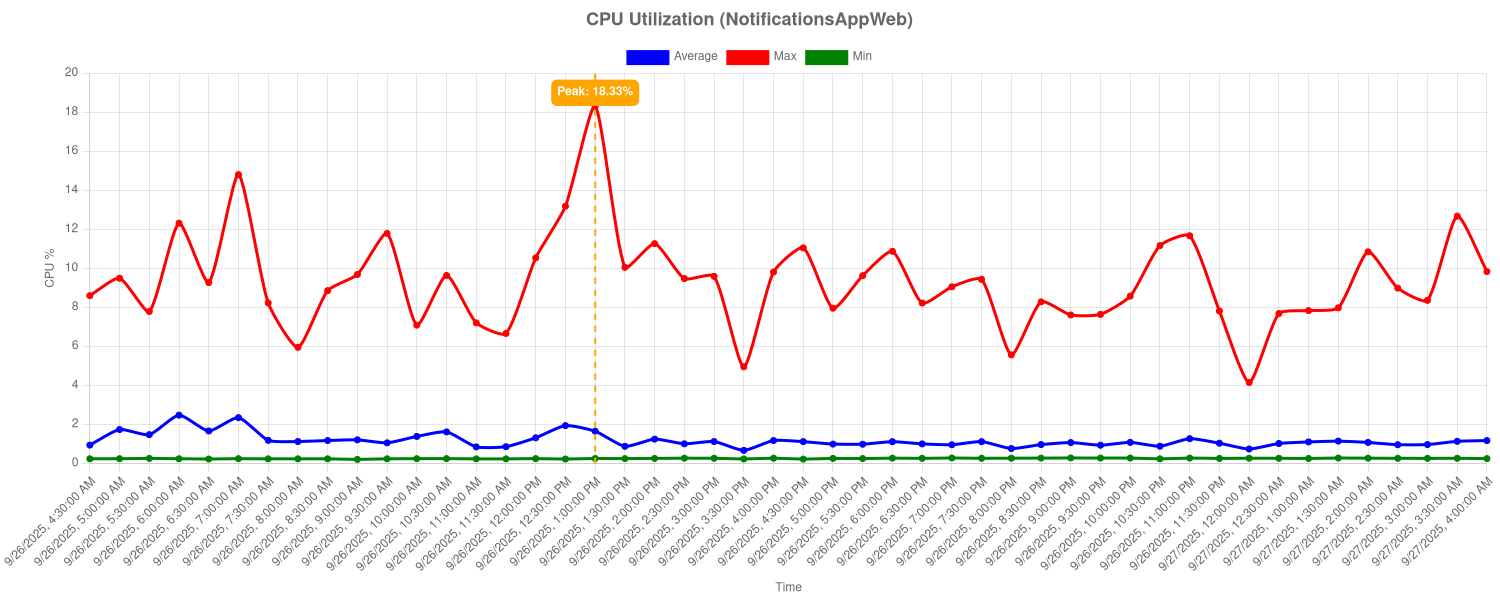 CPU Utilization (NotificationsAppWeb)
Average Max Min
Peak: 18.33%
20
18
16
14
12
10
8
6
4
2
0
CPU %
9/26/2025, 4:30:00 AM
9/26/2025, 5:00:00 AM
9/26/2025, 5:30:00 AM
9/26/2025, 6:00:00 AM
9/26/2025, 6:30:00 AM
9/26/2025, 7:00:00 AM
9/26/2025, 7:30:00 AM
9/26/2025, 8:00:00 AM
9/26/2025, 8:30:00 AM
9/26/2025, 9:00:00 AM
9/26/2025, 9:30:00 AM
9/26/2025, 10:00:00 AM
9/26/2025, 10:30:00 AM
9/26/2025, 11:00:00 AM
9/26/2025, 11:30:00 AM
9/26/2025, 12:00:00 PM
9/26/2025, 12:30:00 PM
9/26/2025, 1:00:00 PM
9/26/2025, 1:30:00 PM
9/26/2025, 2:00:00 PM
9/26/2025, 2:30:00 PM
9/26/2025, 3:00:00 PM
9/26/2025, 3:30:00 PM
9/26/2025, 4:00:00 PM
9/26/2025, 4:30:00 PM
9/26/2025, 5:00:00 PM
9/26/2025, 5:30:00 PM
9/26/2025, 6:00:00 PM
9/26/2025, 6:30:00 PM
9/26/2025, 7:00:00 PM
9/26/2025, 7:30:00 PM
9/26/2025, 8:00:00 PM
9/26/2025, 8:30:00 PM
9/26/2025, 9:00:00 PM
9/26/2025, 9:30:00 PM
9/26/2025, 10:00:00 PM
9/26/2025, 10:30:00 PM
9/26/2025, 11:00:00 PM
9/26/2025, 11:30:00 PM
9/27/2025, 12:00:00 AM
9/27/2025, 12:30:00 AM
9/27/2025, 1:00:00 AM
9/27/2025, 1:30:00 AM
9/27/2025, 2:00:00 AM
9/27/2025, 2:30:00 AM
9/27/2025, 3:00:00 AM
9/27/2025, 3:30:00 AM
9/27/2025, 4:00:00 AM
Time